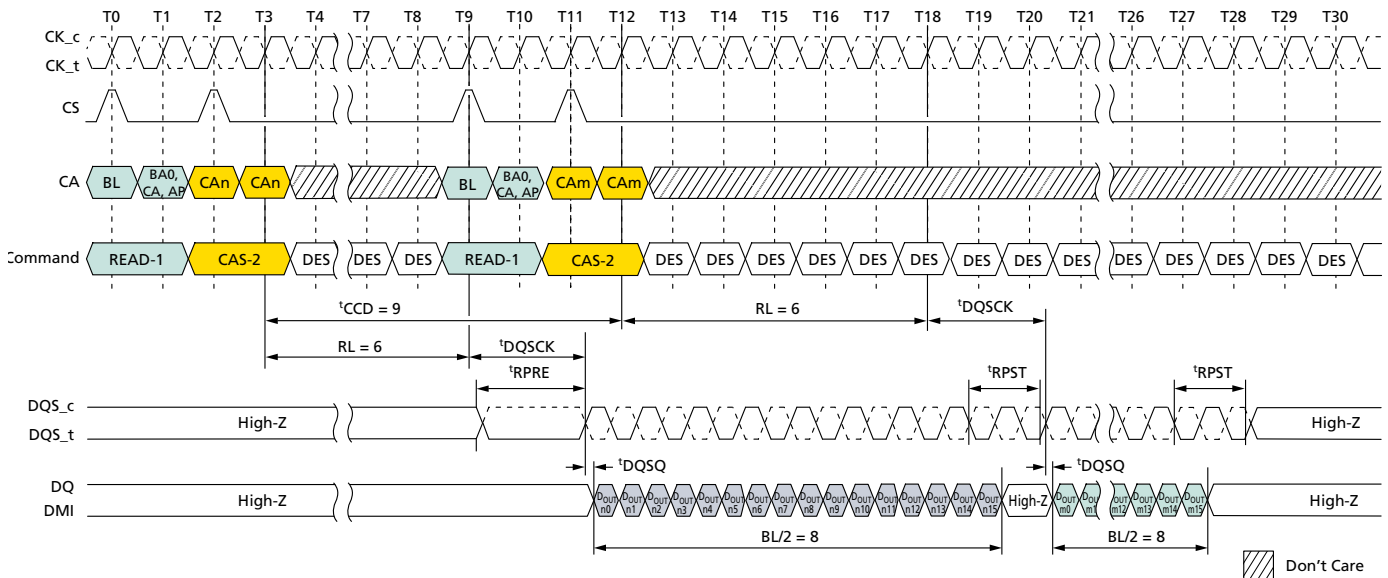 T0 T1 T2 T3 T4 T7 T8 T9 T10 T11 T12 T13 T14 T15 T16 T17 T18 T19 T20 T21 T26 T27 T28 T29 T30
CK_c
CK_t
CS
CA BL BA0, CA, AP CAn CAn BL BA0, CA, AP CAm CAm
Command READ-1 CAS-2 DES DES DES READ-1 CAS-2 DES DES DES DES DES DES DES DES DES DES DES DES DES DES
tCCD = 9 RL = 6 tDQSCK
RL = 6 tDQSCK
tRPRE tRPST tRPST
DQS_c
DQS_t
High-Z High-Z
tDQSQ tDQSQ
DQ
DMI
High-Z DOUT n0 DOUT n1 DOUT n2 DOUT n3 DOUT n4 DOUT n5 DOUT n6 DOUT n7 DOUT n8 DOUT n9 DOUT n10 DOUT n11 DOUT n12 DOUT n13 DOUT n14 DOUT n15 High-Z DOUT m0 DOUT m1 DOUT m12 DOUT m13 DOUT m14 DOUT m15 High-Z
BL/2 = 8 BL/2 = 8
Don't Care